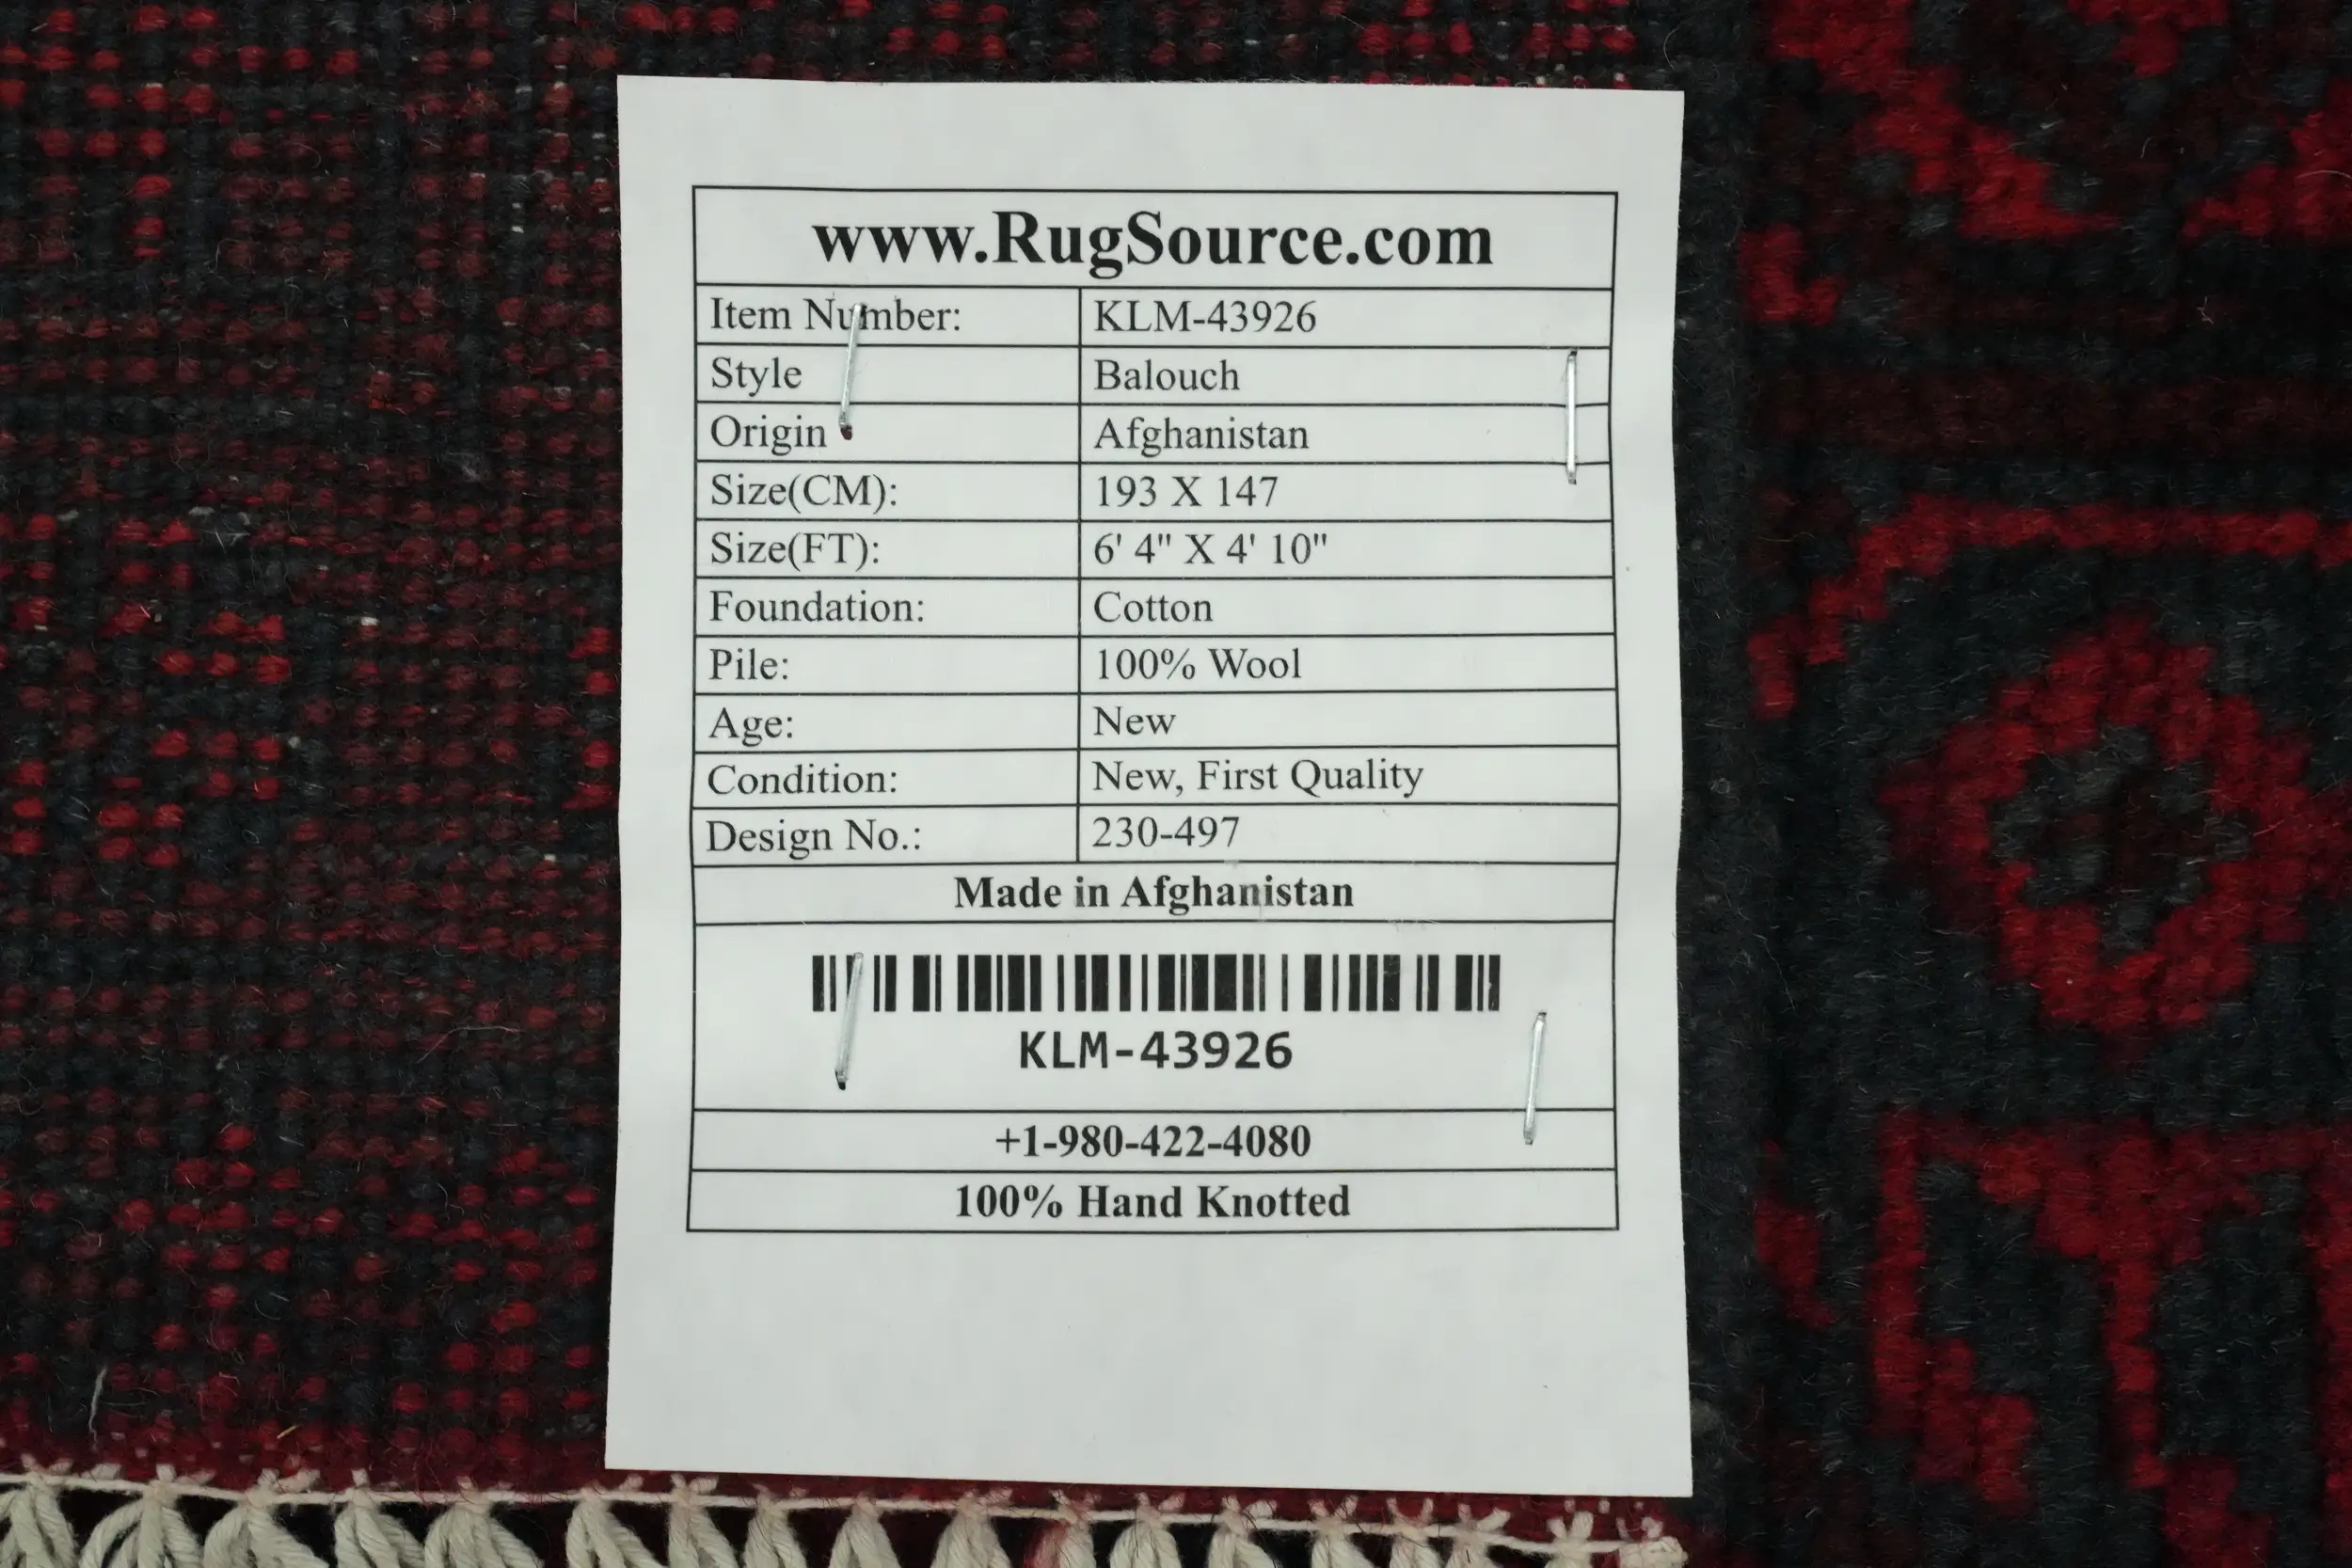 www.RugSource.com
Item Number: KLM-43926
Style Balouch
Origin Afghanistan
Size(CM): 193 X 147
Size(FT): 6' 4" X 4' 10"
Foundation: Cotton
Pile: 100% Wool
Age: New
Condition: New, First Quality
Design No.: 230-497
Made in Afghanistan
KLM-43926
+1-980-422-4080
100% Hand Knotted